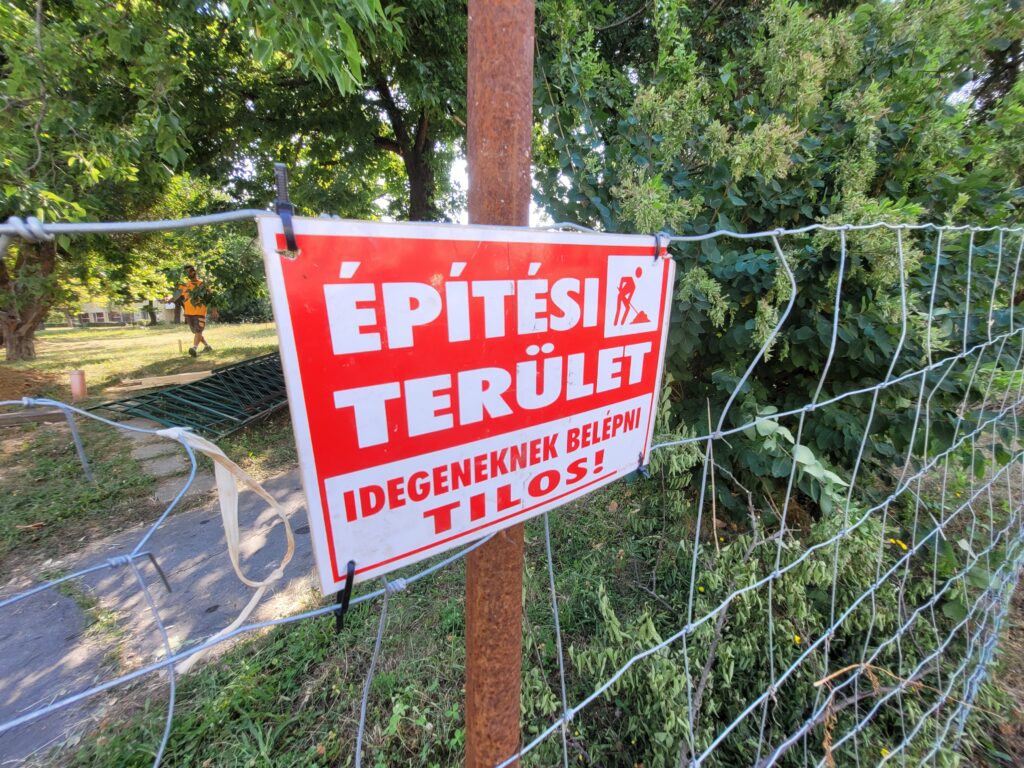 ÉPÍTÉSI
TERÜLET
IDEGENEKNEK BELÉPNI
TILOS!